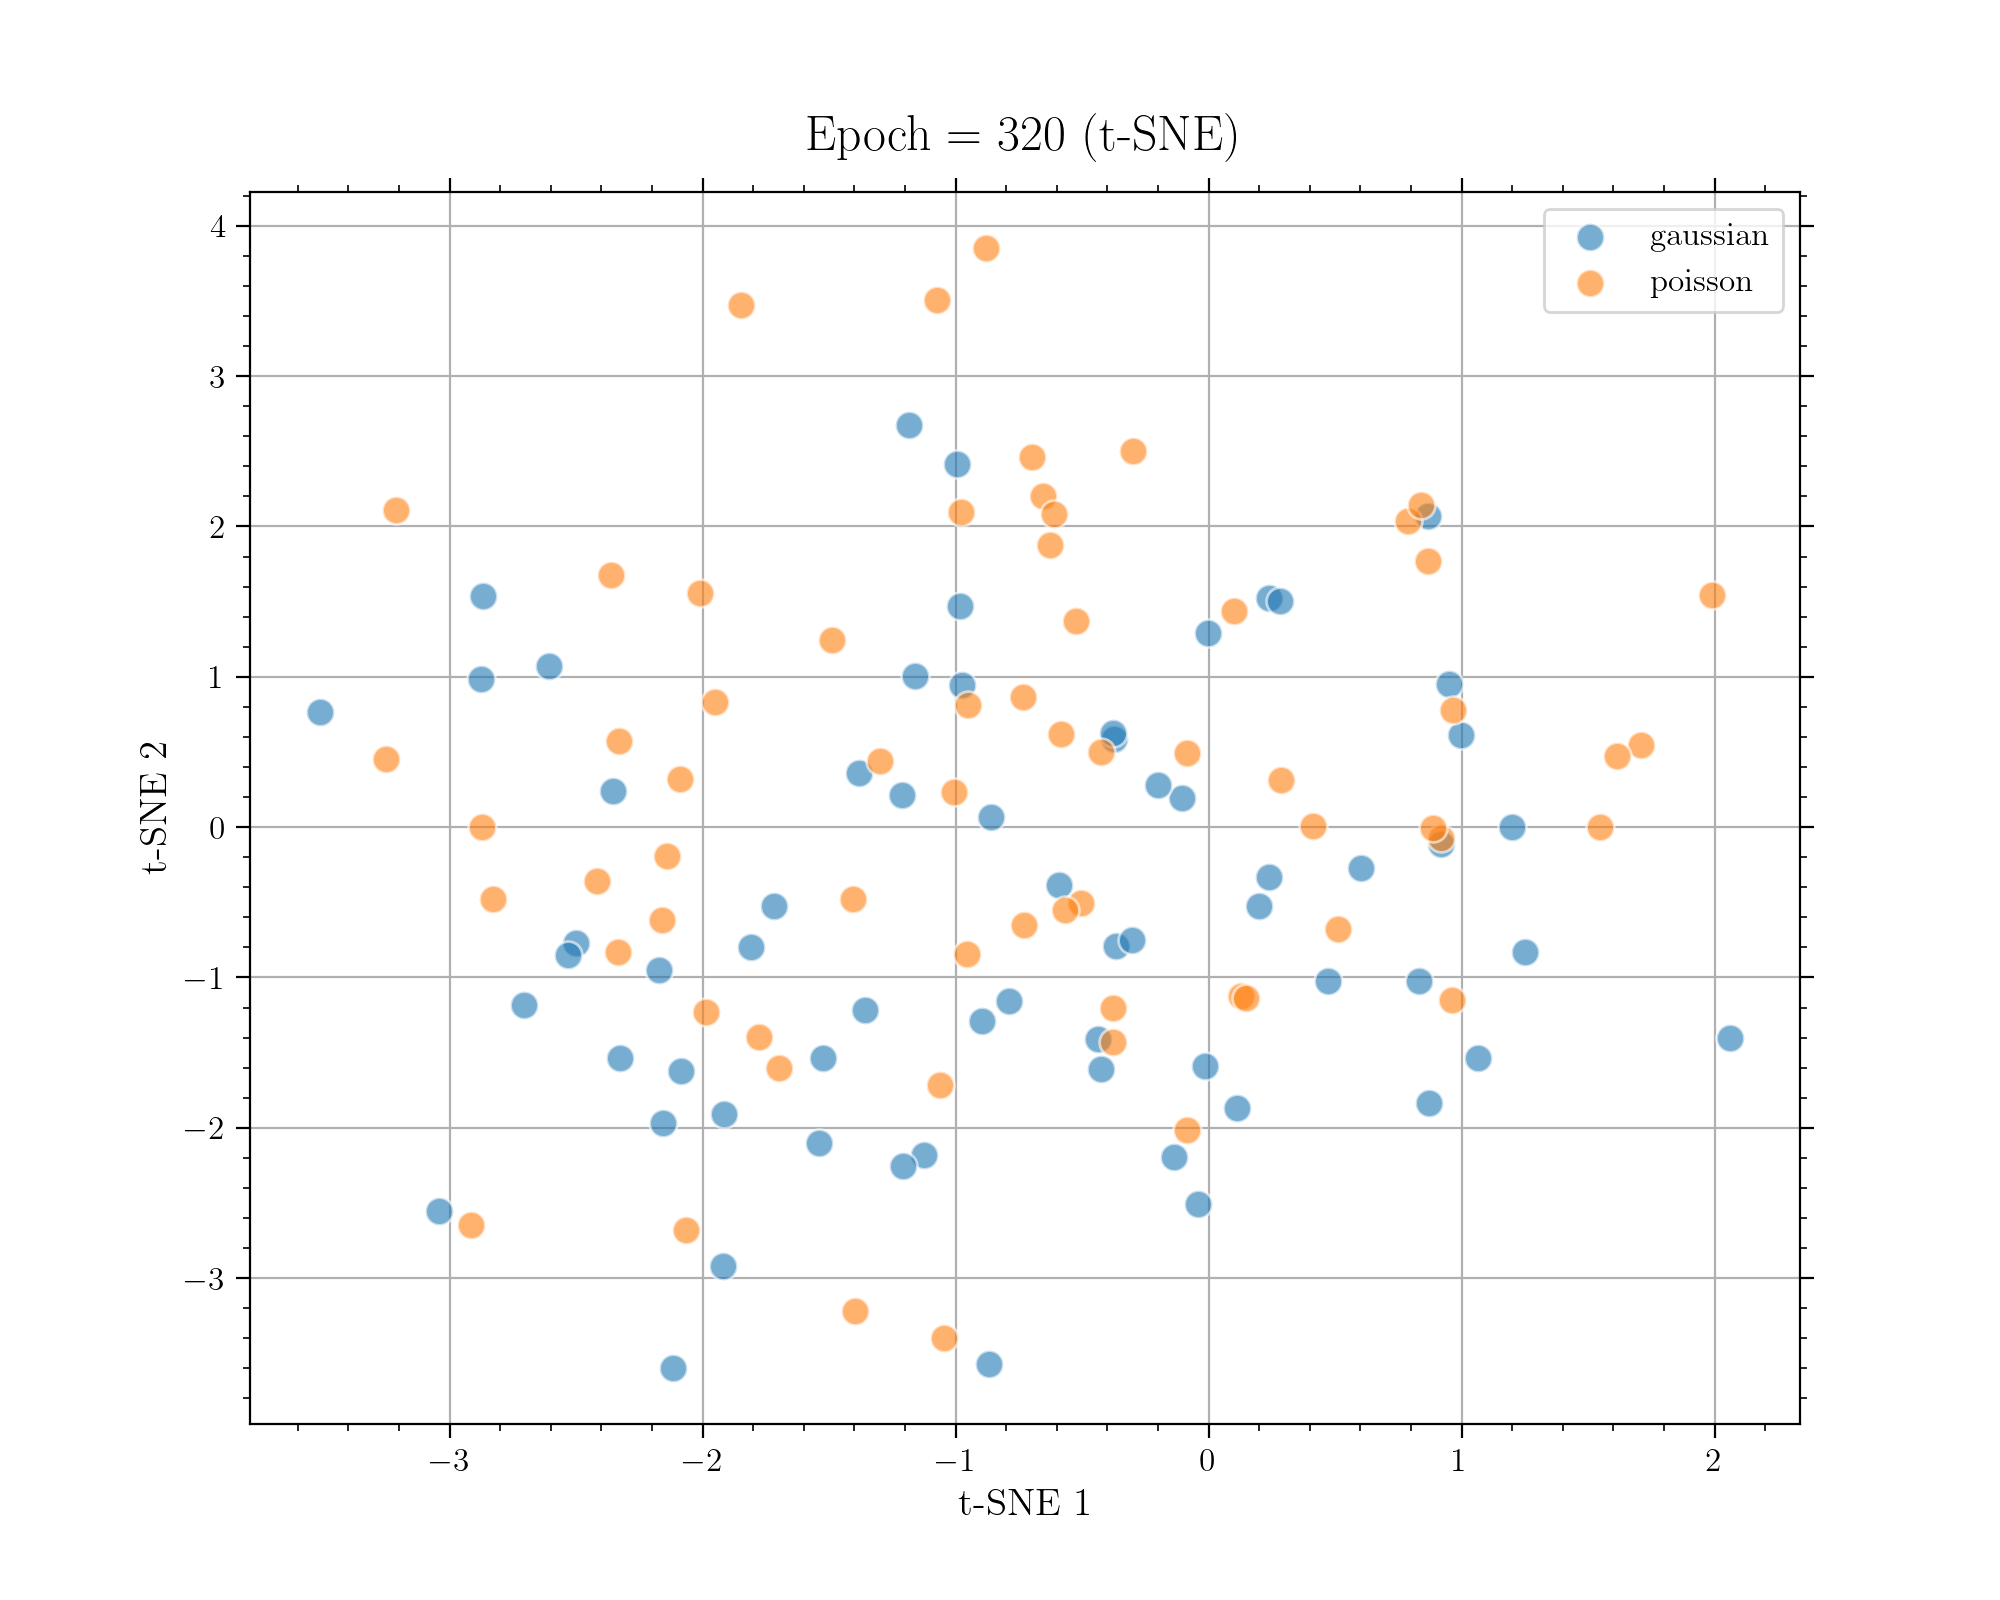 Epoch = 320 (t-SNE)
gaussian
poisson
4
3
2
1
0
−1
−2
−3
t-SNE 2
−3 −2 −1 0 1 2
t-SNE 1